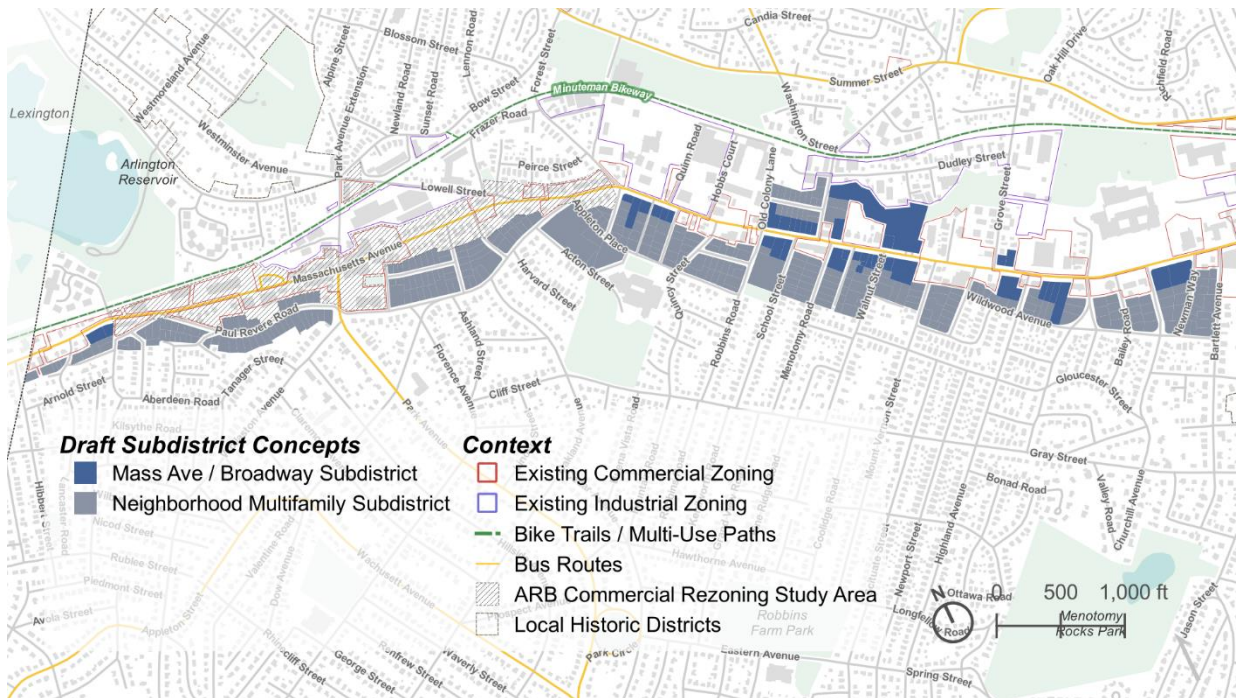 Candia Street
Blossom Street
Lennon Road
Forest Street
Alpine Street
Westmoreland Avenue
Oak Hill Drive
Richfield Road
Summer Street
Newland Road
Sunset Road
Bow Street
Minuteman Bikeway
Washington Street
Lexington
Park Avenue Extension
Frazer Road
Westminster Avenue
Quinn Road
Hobbs Court
Old Colony Lane
Dudley Street
Arlington
Reservoir
Peirce Street
Lowell Street
Grove Street
Appleton Place
Massachusetts Avenue
Acton Street
Harvard Street
Quincy Street
School Street
Walnut Street
Newman Way
Wildwood Avenue
Paul Revere Road
Robbins Road
Menotomy Road
Bailey Road
Bartlett Avenue
Ashland Street
Tanager Street
Florence Aven
Arnold Street
Aberdeen Road
Cliff Street
Gloucester Street
Kilsythe Road
Draft Subdistrict Concepts
Mass Ave / Broadway Subdistrict
Neighborhood Multifamily Subdistrict
Context
Existing Commercial Zoning
Existing Industrial Zoning
Bike Trails / Multi-Use Paths
Bus Routes
ARB Commercial Rezoning Study Area
Local Historic Districts
Gray Street
Bonad Road
Valley Road
Churchill Avenue
Highland Avenue
Newport Street
Hibbert Street
Lancaster Road
Nicod Street
Rublee Street
Piedmont Street
Appleton Street
Valentine Road
Dow Avenue
Wachusett Avenue
Hawthorne Avenue
Coolidge Road
Ottawa Road
Longfellow Road
Robbins
Farm Park
N
0 500 1,000 ft
Menotomy
Rocks Park
Jason Street
George Street
Renfrew Street
Waverly Street
Park Circ
Eastern Avenue
Spring Street